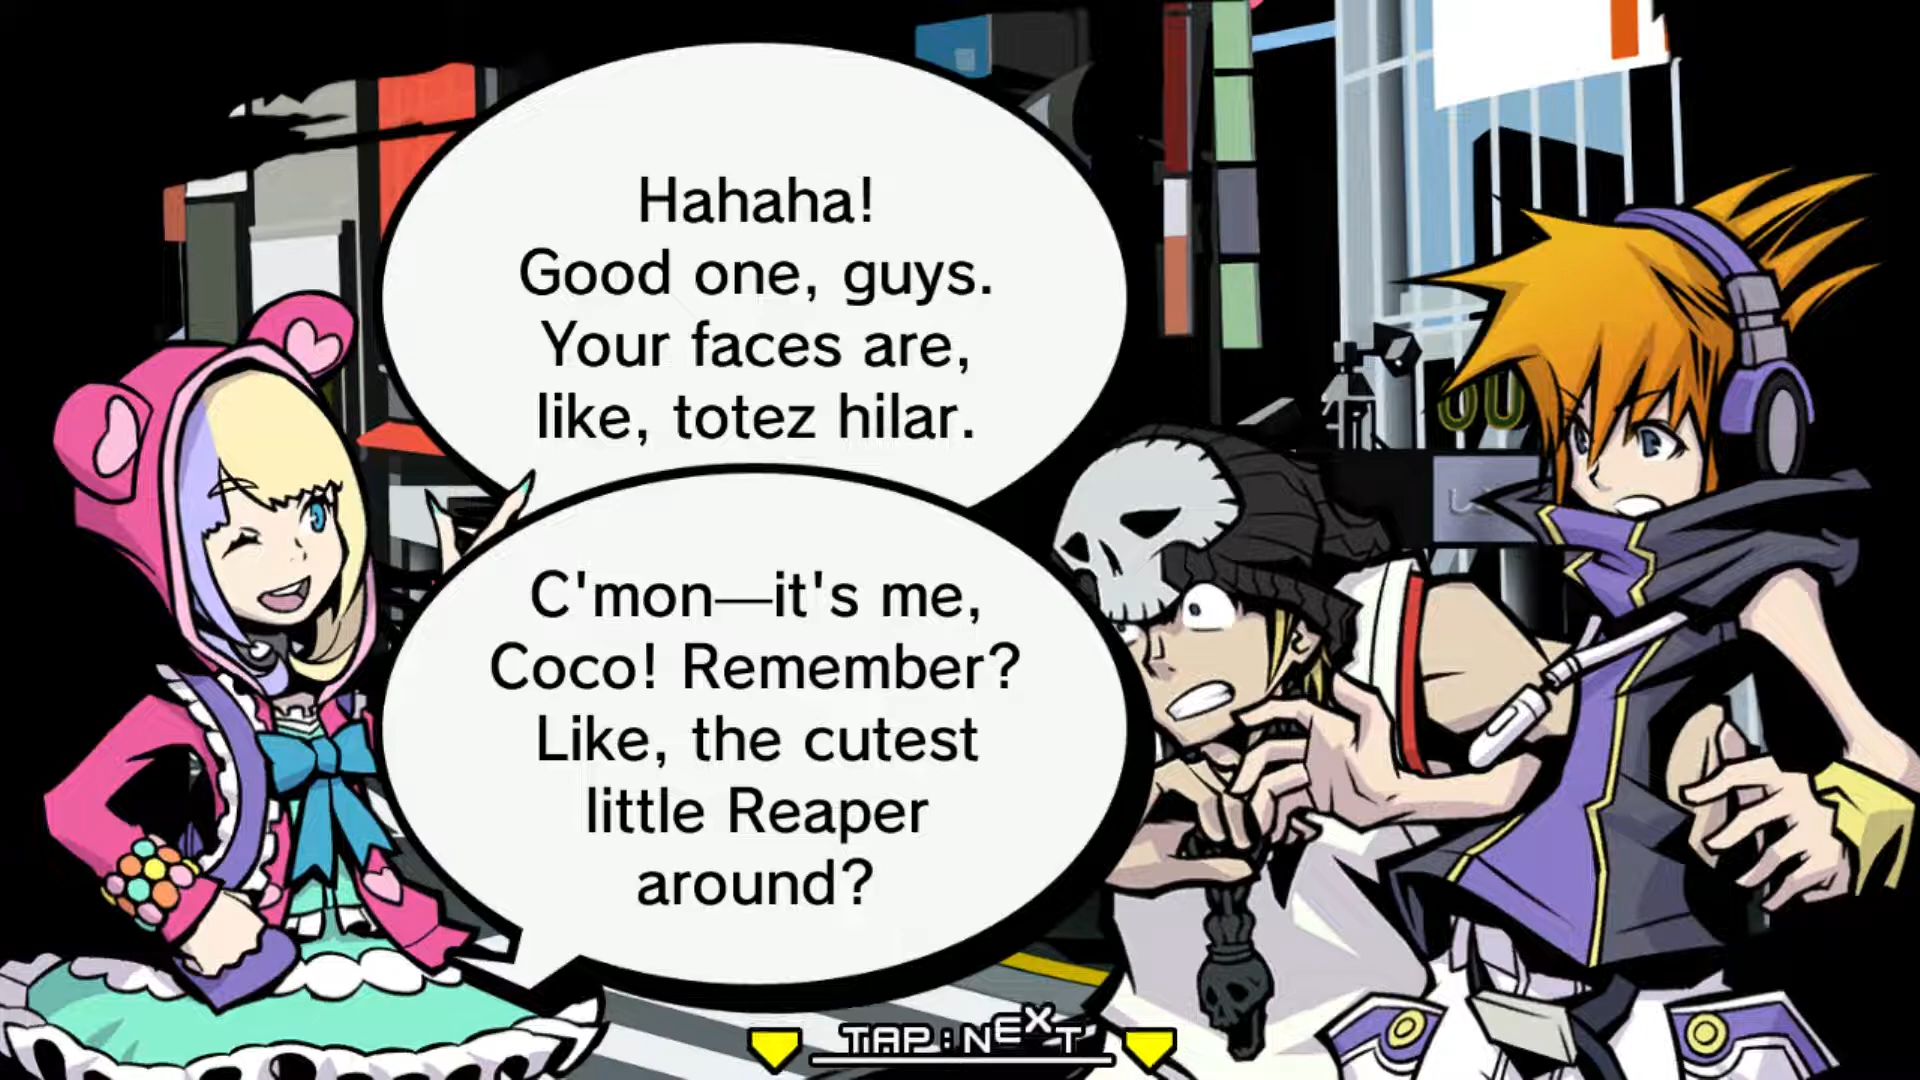 Hahaha!
Good one, guys.
Your faces are,
like, totez hilar.
C'mon—it's me,
Coco! Remember?
Like, the cutest
little Reaper
around?
TAP:NEXT